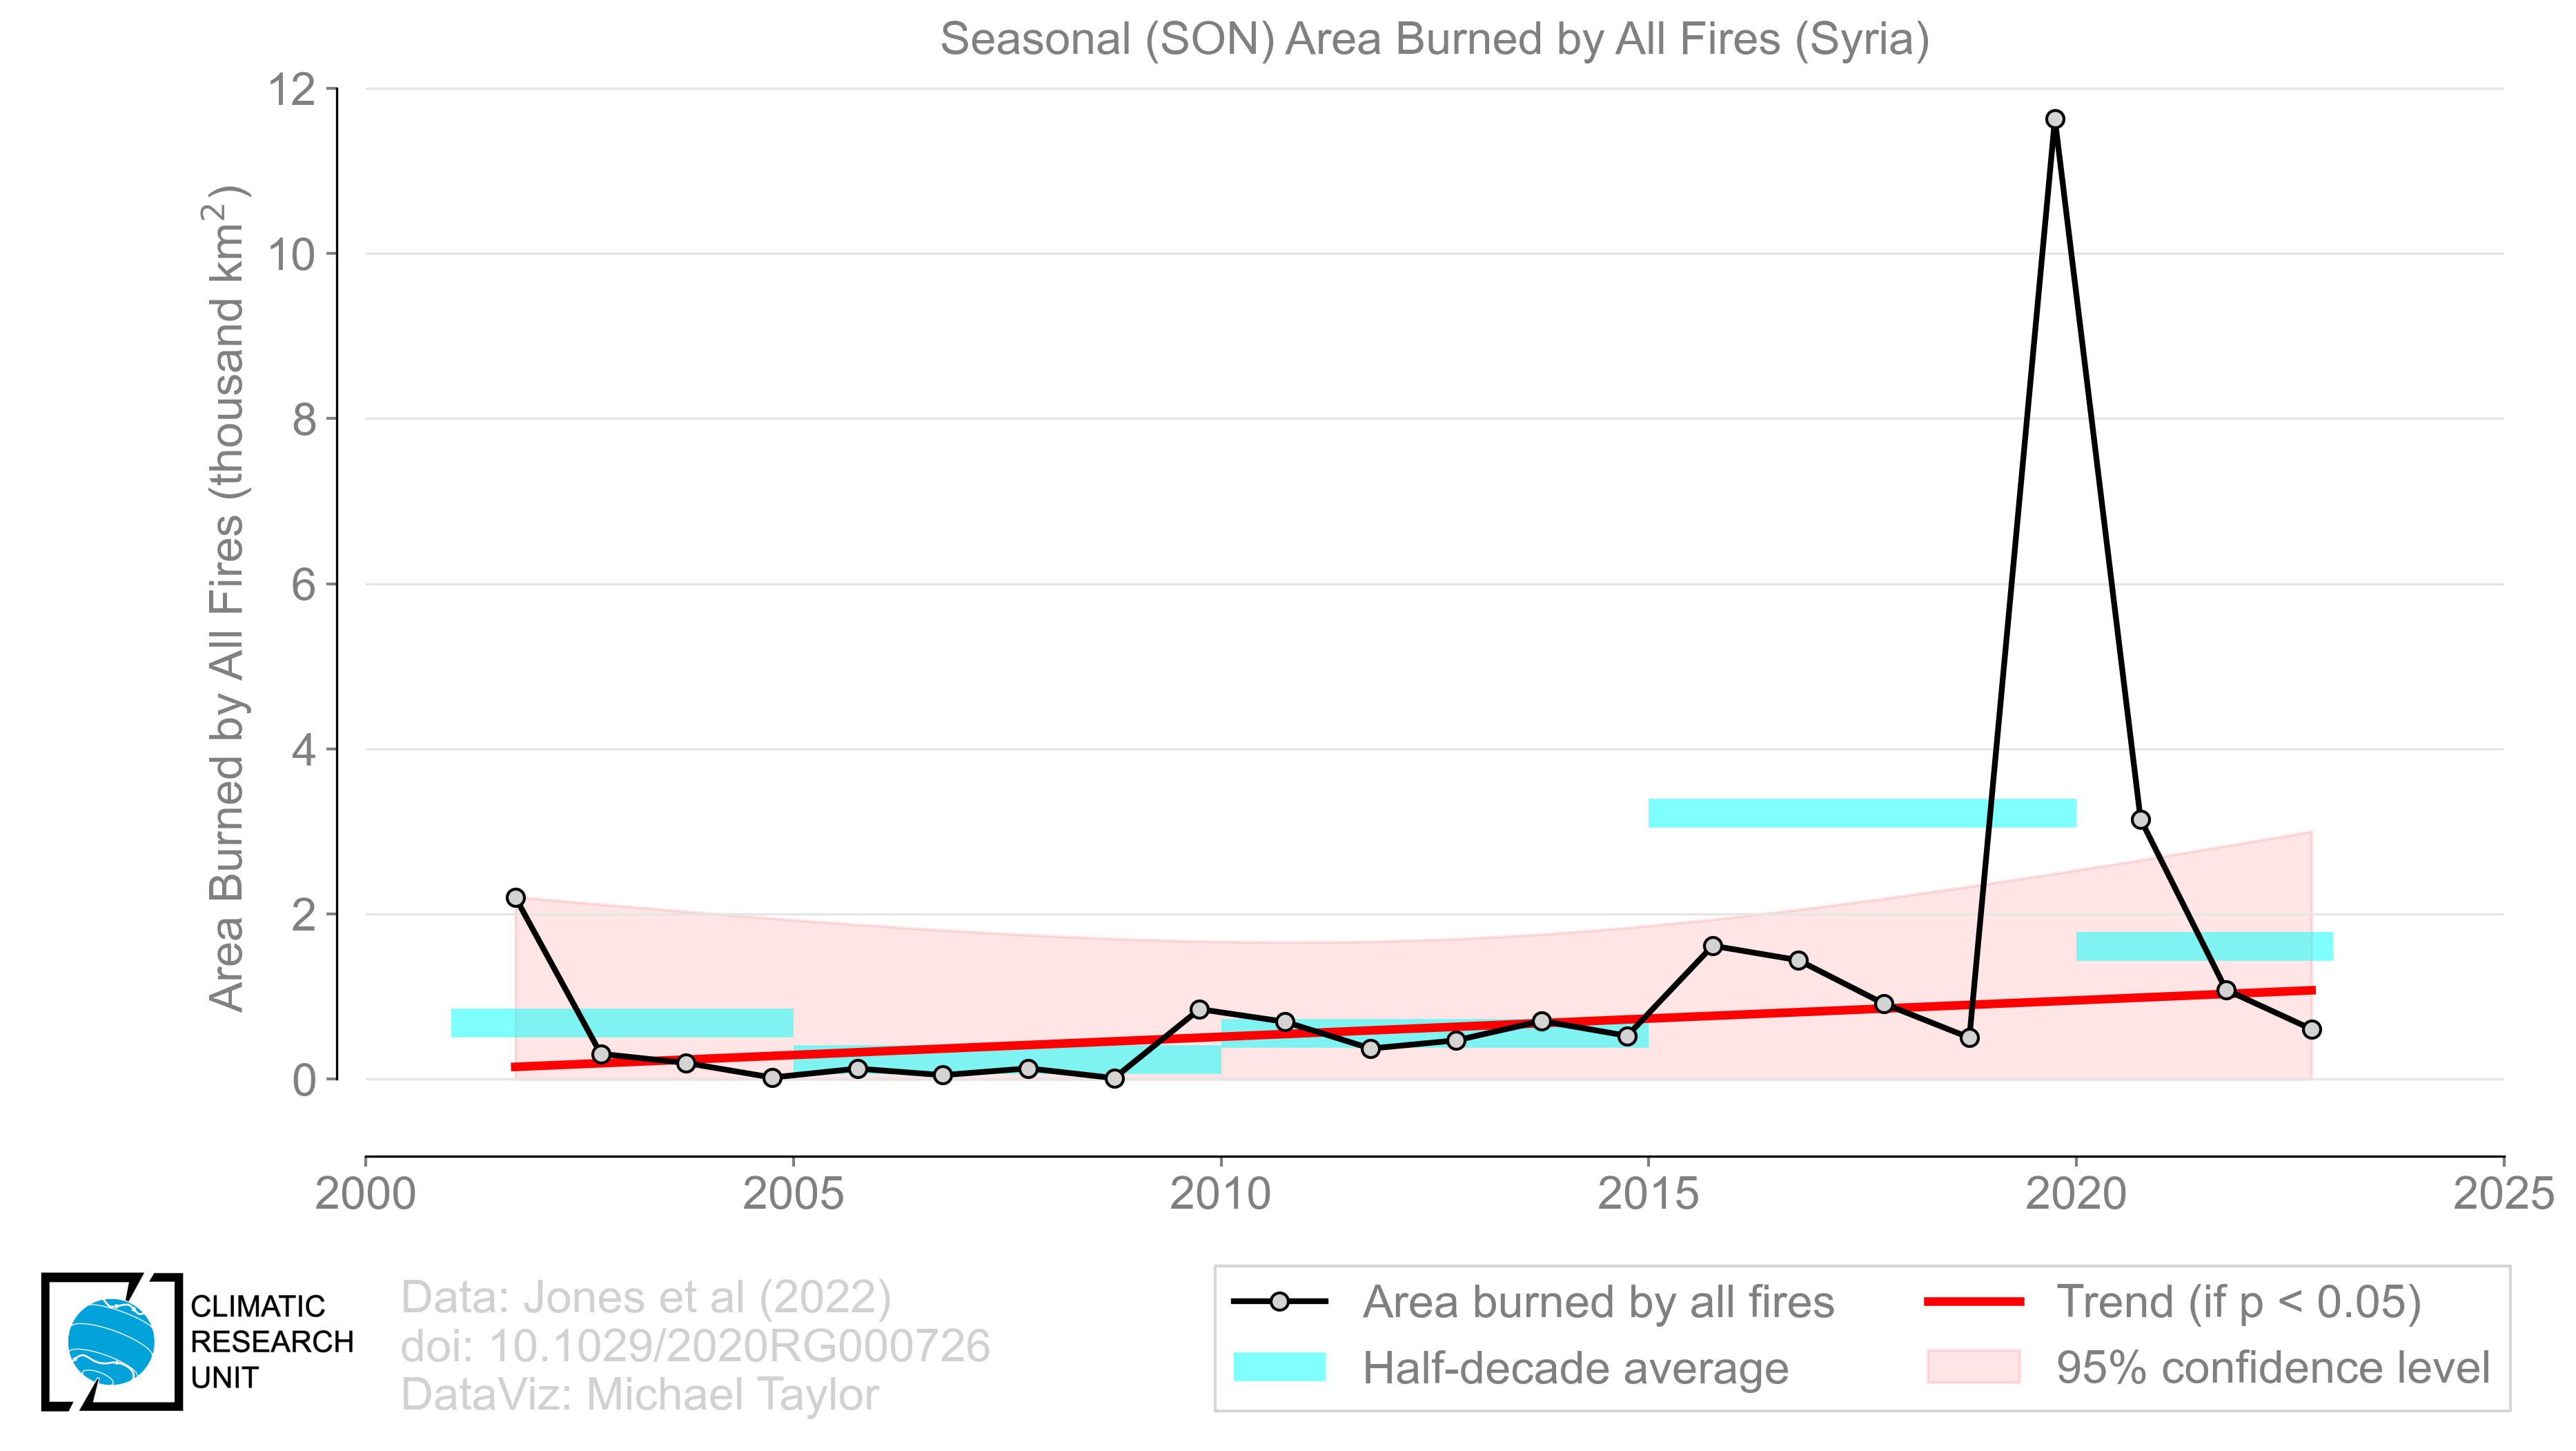 Seasonal (SON) Area Burned by All Fires (Syria)
Area Burned by All Fires (thousand km²)
12
10
8
6
4
2
0
2000 2005 2010 2015 2020 2025
CLIMATIC
RESEARCH
UNIT
Data: Jones et al (2022)
doi: 10.1029/2020RG000726
DataViz: Michael Taylor
Area burned by all fires
Half-decade average
Trend (if p < 0.05)
95% confidence level